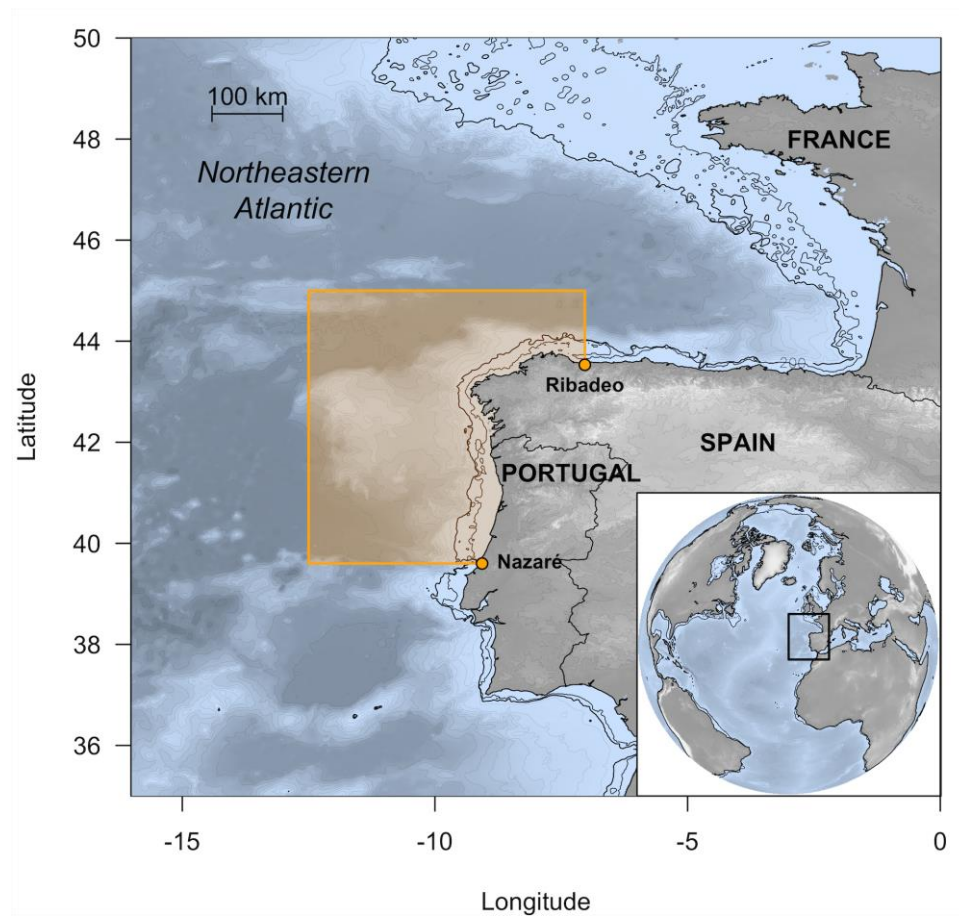 50
48
46
44
42
40
38
36
Latitude
100 km
Northeastern
Atlantic
FRANCE
Ribadeo
SPAIN
PORTUGAL
Nazaré
-15
-10
-5
0
Longitude